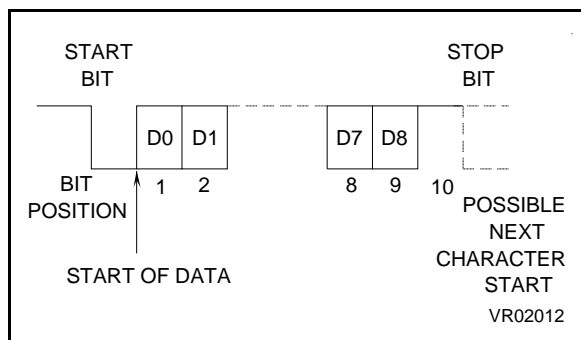 START
BIT
STOP
BIT
D0 D1 D7 D8
BIT
POSITION
1 2 8 9 10
POSSIBLE
NEXT
CHARACTER
START
START OF DATA
VR02012